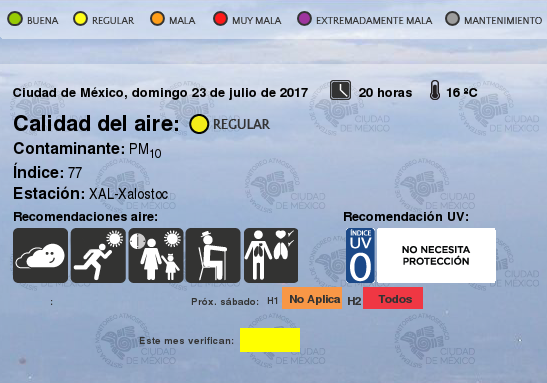 BUENA REGULAR MALA MUY MALA EXTREMADAMENTE MALA MANTENIMIENTO
Ciudad de México, domingo 23 de julio de 2017 20 horas 16 ºC
Calidad del aire: REGULAR
Contaminante: PM10
Índice: 77
Estación: XAL-Xalostoc
Recomendaciones aire: Recomendación UV:
ÍNDICE
UV
0
NO NECESITA
PROTECCIÓN
: Próx. sábado: H1 No Aplica H2 Todos
Este mes verifican:
CIUDAD
DE MÉXICO